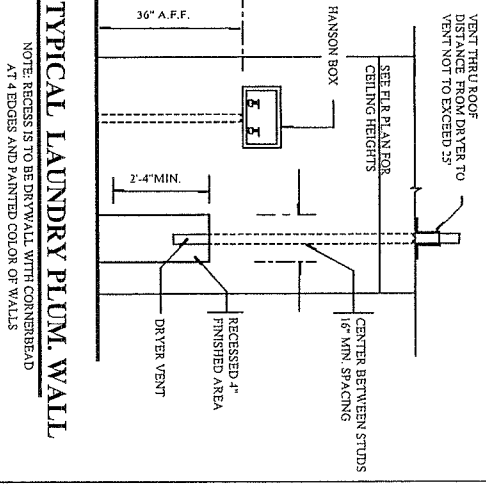 VENT THRU ROOF
DISTANCE FROM DRYER TO
VENT NOT TO EXCEED 25'
SEE FLR PLAN FOR
CEILING HEIGHTS
HANSON BOX
36" A.F.F.
2'-4"MIN.
CENTER BETWEEN STUDS
16" MIN. SPACING
RECESSED 4"
FINISHED AREA
DRYER VENT
TYPICAL LAUNDRY PLUM. WALL
NOTE: RECESS IS TO BE DRYWALL WITH CORNERBEAD
AT 4 EDGES AND PAINTED COLOR OF WALLS